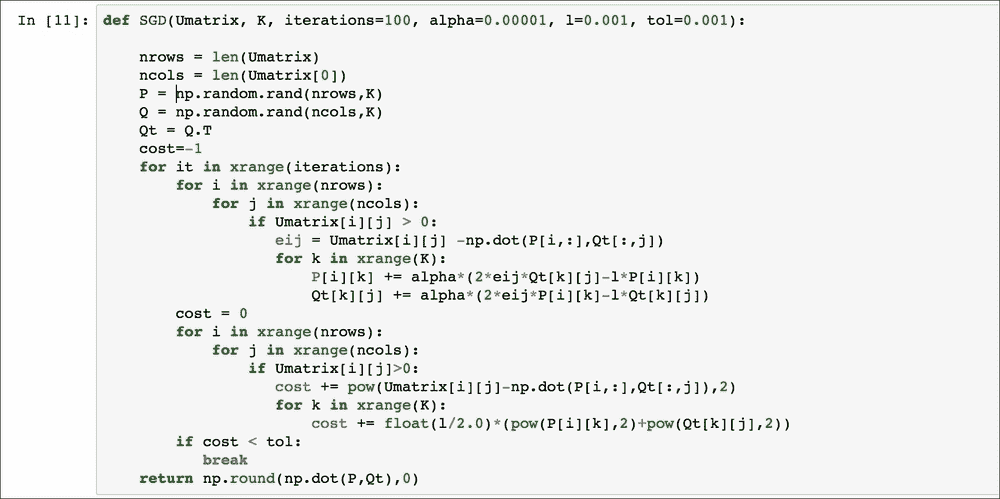 In [11]: def SGD(Umatrix, K, iterations=100, alpha=0.00001, l=0.001, tol=0.001):
nrows = len(Umatrix)
ncols = len(Umatrix[0])
P = np.random.rand(nrows,K)
Q = np.random.rand(ncols,K)
Qt = Q.T
cost=-1
for it in xrange(iterations):
for i in xrange(nrows):
for j in xrange(ncols):
if Umatrix[i][j] > 0:
eij = Umatrix[i][j] -np.dot(P[i,:],Qt[:,j])
for k in xrange(K):
P[i][k] += alpha*(2*eij*Qt[k][j]-l*P[i][k])
Qt[k][j] += alpha*(2*eij*P[i][k]-l*Qt[k][j])
cost = 0
for i in xrange(nrows):
for j in xrange(ncols):
if Umatrix[i][j]>0:
cost += pow(Umatrix[i][j]-np.dot(P[i,:],Qt[:,j]),2)
for k in xrange(K):
cost += float(l/2.0)*(pow(P[i][k],2)+pow(Qt[k][j],2))
if cost < tol:
break
return np.round(np.dot(P,Qt),0)